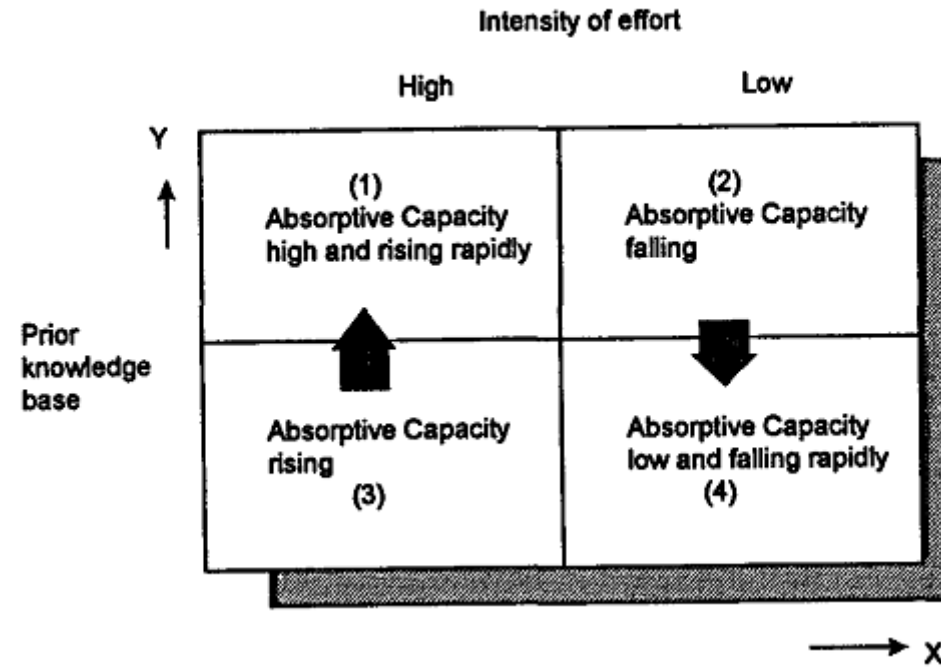 Intensity of effort
High
Low
Y
(1)
Absorptive Capacity
high and rising rapidly
(2)
Absorptive Capacity
falling
Prior
knowledge
base
Absorptive Capacity
rising
(3)
Absorptive Capacity
low and falling rapidly
(4)
X